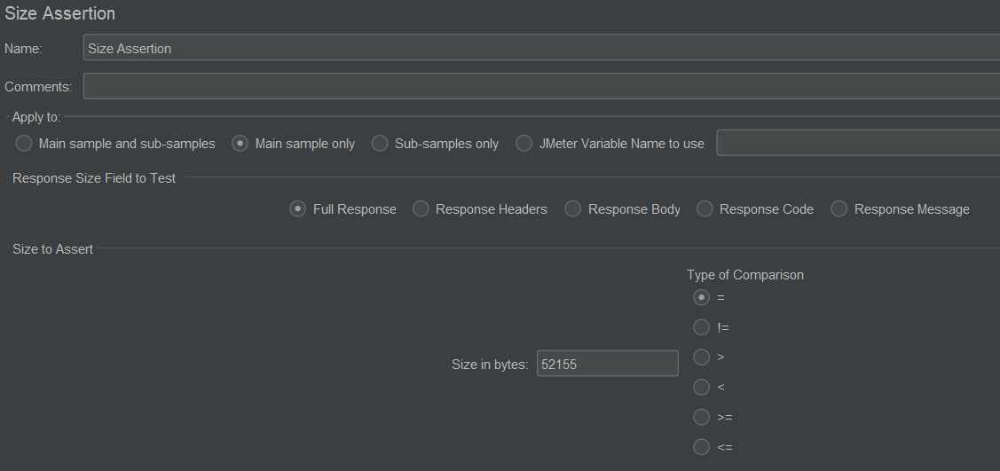 Size Assertion
Name: Size Assertion
Comments:
Apply to:
Main sample and sub-samples Main sample only Sub-samples only JMeter Variable Name to use
Response Size Field to Test
Full Response Response Headers Response Body Response Code Response Message
Size to Assert
Type of Comparison
=
!=
>
Size in bytes: 52155
<
>=
<=